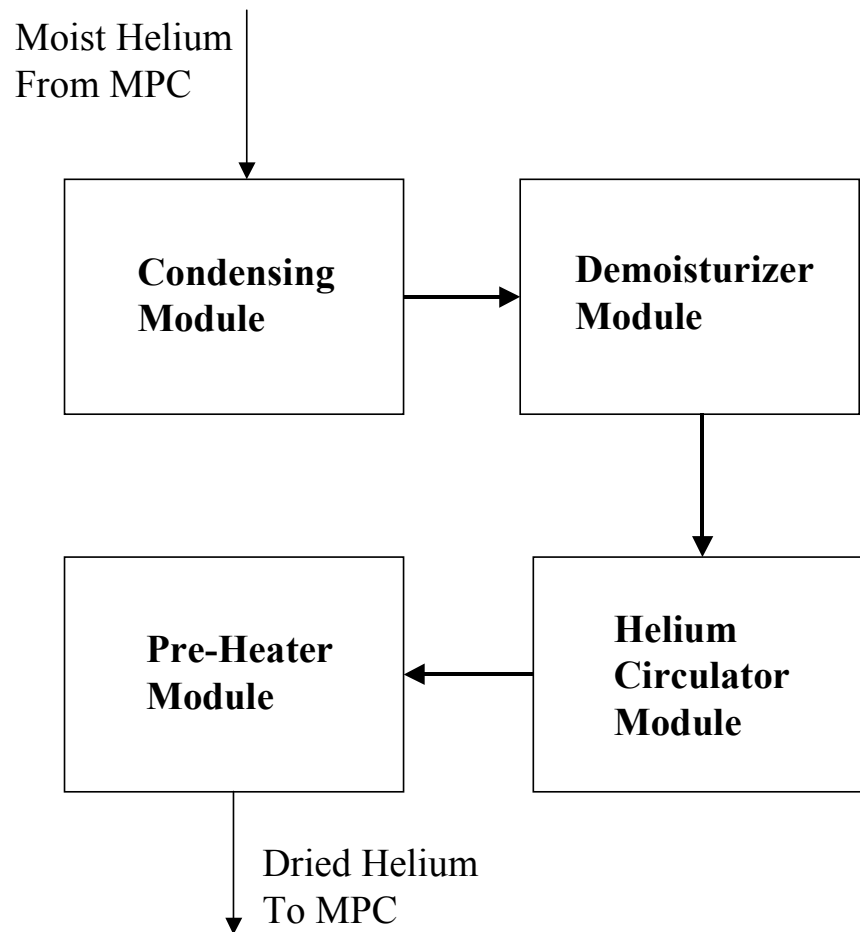 Moist Helium
From MPC
Condensing
Module
Demoisturizer
Module
Helium
Circulator
Module
Pre-Heater
Module
Dried Helium
To MPC